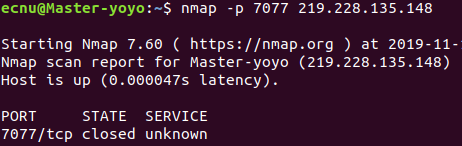 ecnu@Master-yoyo:~$ nmap -p 7077 219.228.135.148
Starting Nmap 7.60 ( https://nmap.org ) at 2019-11-
Nmap scan report for Master-yoyo (219.228.135.148)
Host is up (0.000047s latency).
PORT     STATE  SERVICE
7077/tcp closed unknown